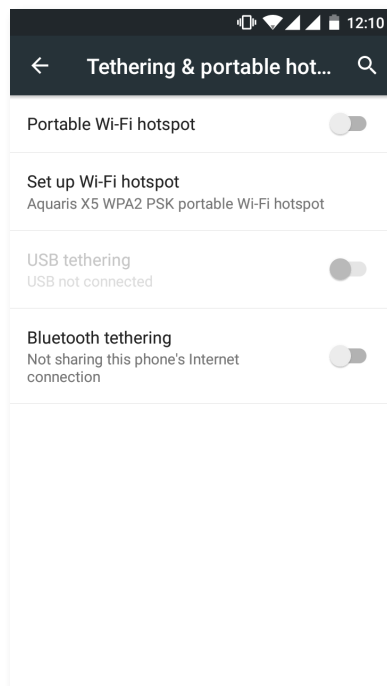 12:10
Tethering & portable hot...
Portable Wi-Fi hotspot
Set up Wi-Fi hotspot
Aquaris X5 WPA2 PSK portable Wi-Fi hotspot
USB tethering
USB not connected
Bluetooth tethering
Not sharing this phone's Internet
connection